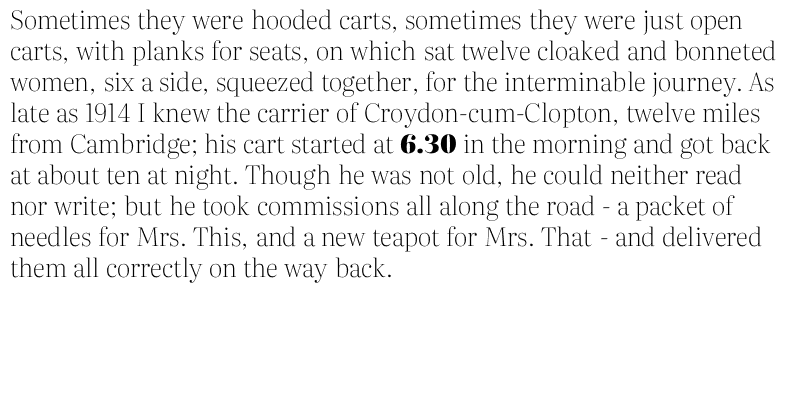 Sometimes they were hooded carts, sometimes they were just open
carts, with planks for seats, on which sat twelve cloaked and bonneted
women, six a side, squeezed together, for the interminable journey. As
late as 1914 I knew the carrier of Croydon-cum-Clopton, twelve miles
from Cambridge; his cart started at 6.30 in the morning and got back
at about ten at night. Though he was not old, he could neither read
nor write; but he took commissions all along the road - a packet of
needles for Mrs. This, and a new teapot for Mrs. That - and delivered
them all correctly on the way back.